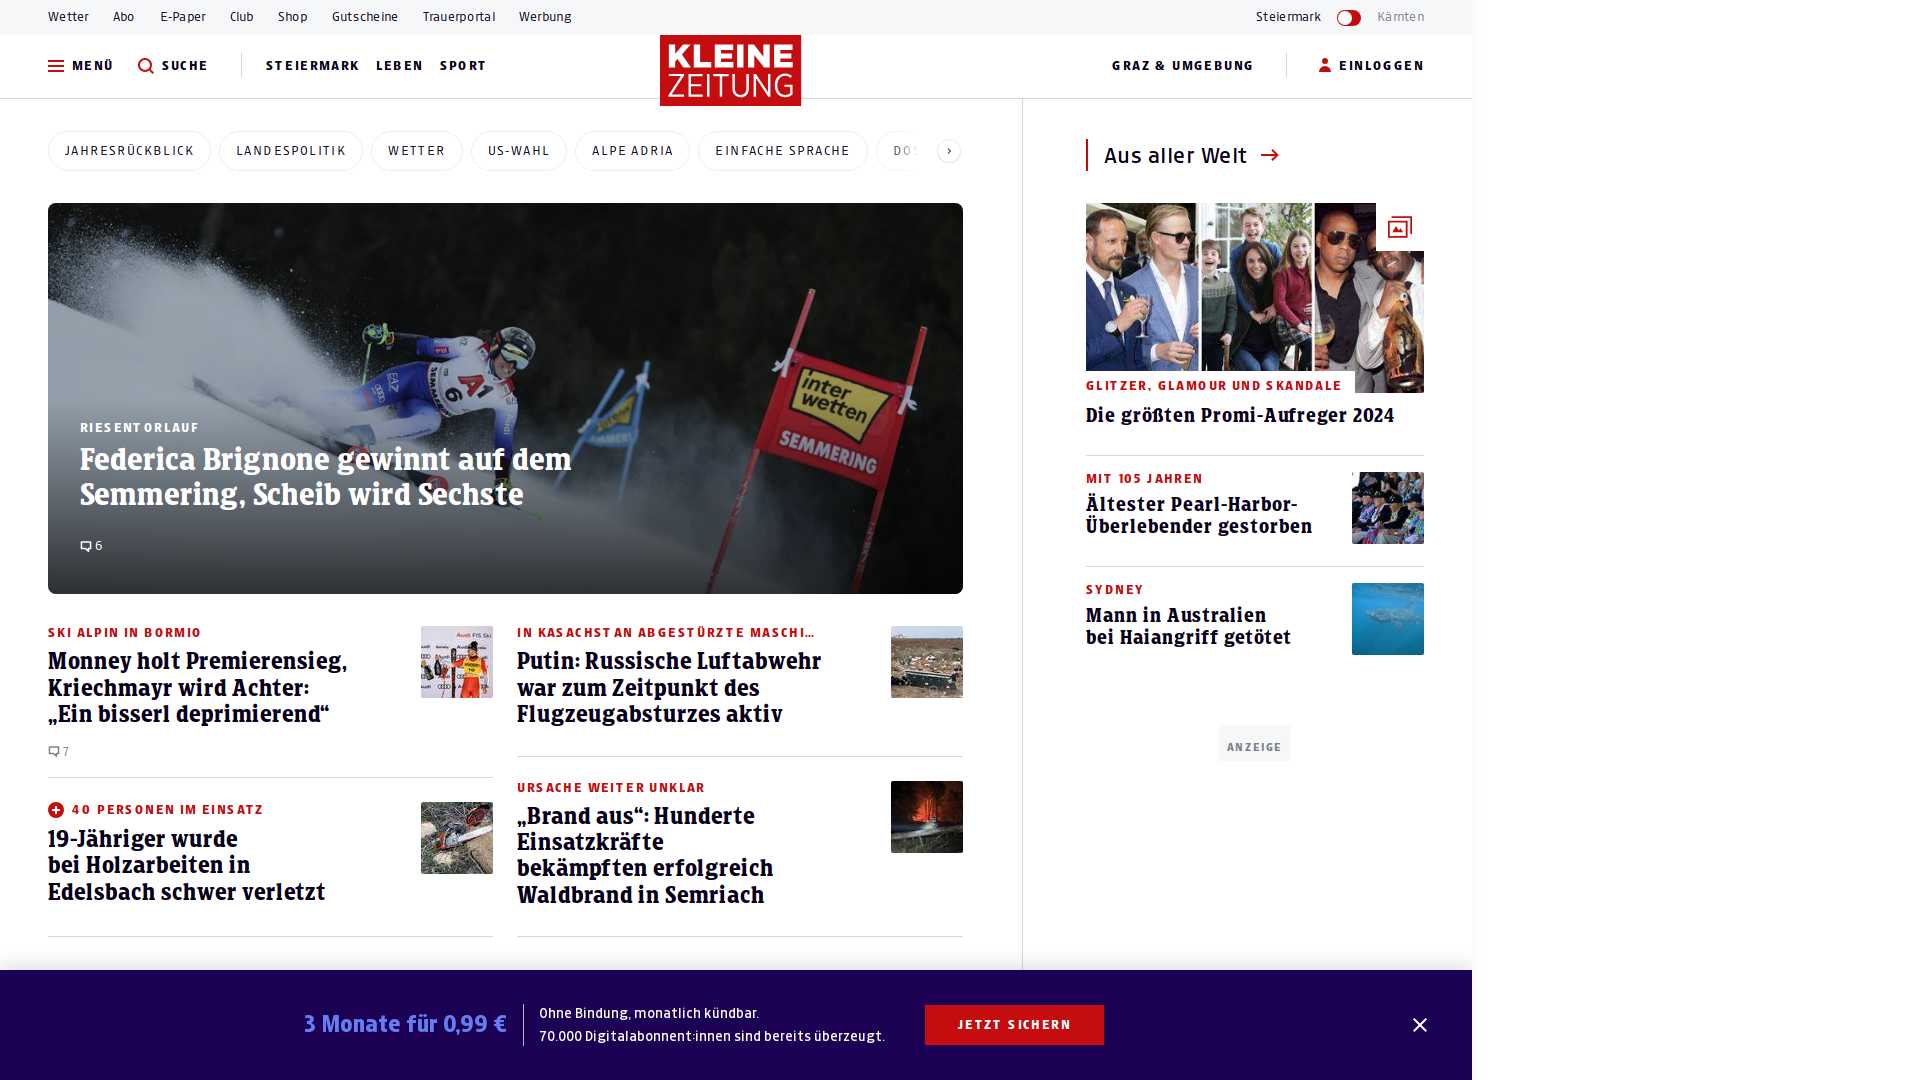 Wetter Abo E-Paper Club Shop Gutscheine Trauerportal Werbung Steiermark Kärnten
MENÜ SUCHE STEIERMARK LEBEN SPORT KLEINE ZEITUNG GRAZ & UMGEBUNG EINLOGGEN
JAHRESRÜCKBLICK LANDESPOLITIK WETTER US-WAHL ALPE ADRIA EINFACHE SPRACHE
inter
wetten
SEMMERING
A1
6
RIESENTORLAUF
Federica Brignone gewinnt auf dem
Semmering, Scheib wird Sechste
6
SKI ALPIN IN BORMIO
Monney holt Premierensieg,
Kriechmayr wird Achter:
„Ein bisserl deprimierend“
7
40 PERSONEN IM EINSATZ
19-Jähriger wurde
bei Holzarbeiten in
Edelsbach schwer verletzt
IN KASACHSTAN ABGESTÜRZTE MASCHI…
Putin: Russische Luftabwehr
war zum Zeitpunkt des
Flugzeugabsturzes aktiv
URSACHE WEITER UNKLAR
„Brand aus“: Hunderte
Einsatzkräfte
bekämpften erfolgreich
Waldbrand in Semriach
Aus aller Welt
GLITZER, GLAMOUR UND SKANDALE
Die größten Promi-Aufreger 2024
MIT 105 JAHREN
Ältester Pearl-Harbor-
Überlebender gestorben
SYDNEY
Mann in Australien
bei Haiangriff getötet
ANZEIGE
3 Monate für 0,99 €
Ohne Bindung, monatlich kündbar.
70.000 Digitalabonnent:innen sind bereits überzeugt.
JETZT SICHERN